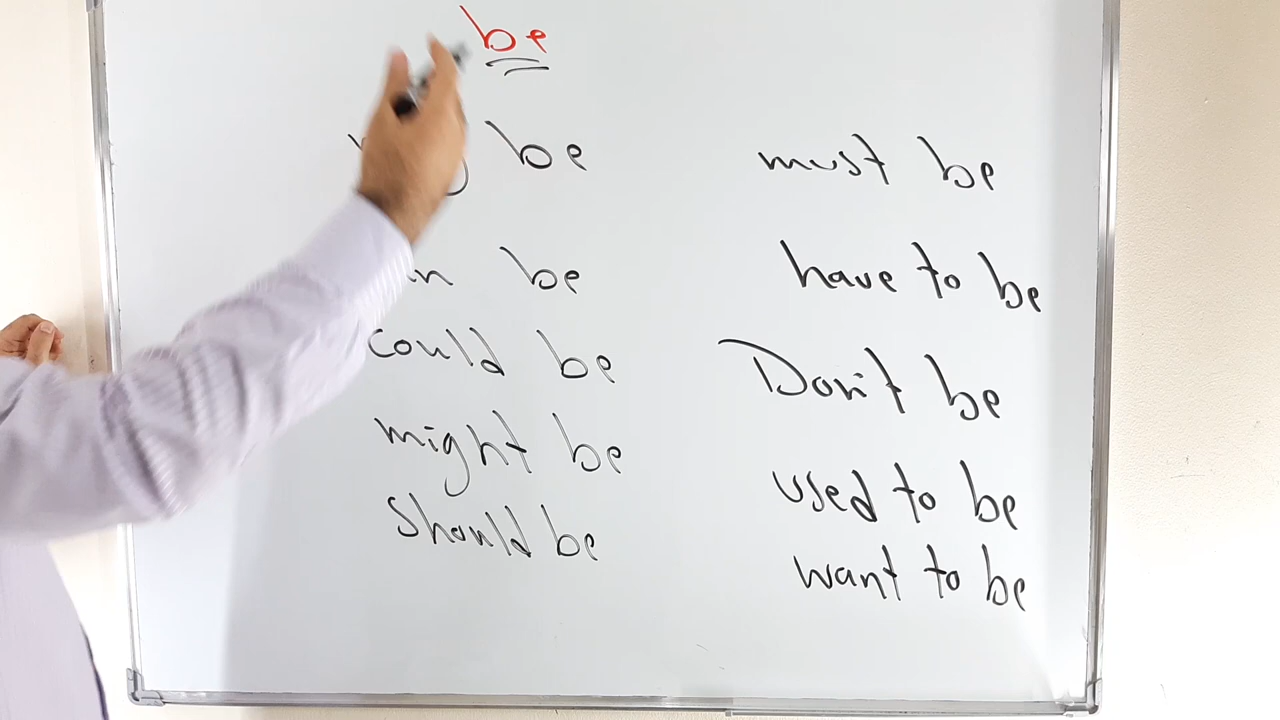 be
be
be
could be
might be
should be
must be
have to be
Don't be
used to be
want to be